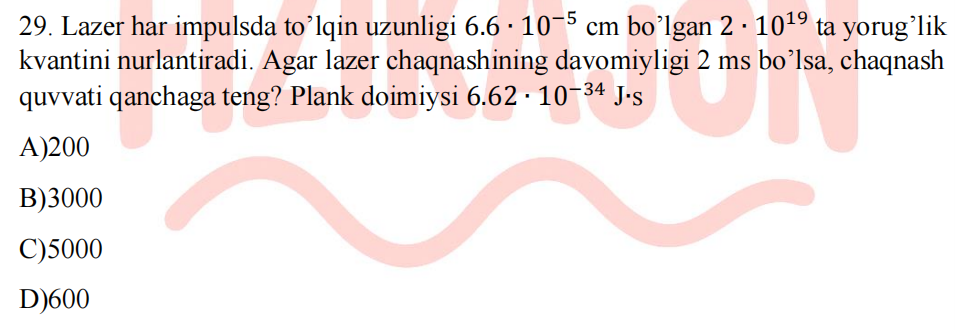 29. Lazer har impulsda to’lqin uzunligi 6.6 · 10⁻⁵ cm bo’lgan 2 · 10¹⁹ ta yorug’lik
kvantini nurlantiradi. Agar lazer chaqnashining davomiyligi 2 ms bo’lsa, chaqnash
quvvati qanchaga teng? Plank doimiysi 6.62 · 10⁻³⁴ J·s
A)200
B)3000
C)5000
D)600
FIZIKAJON